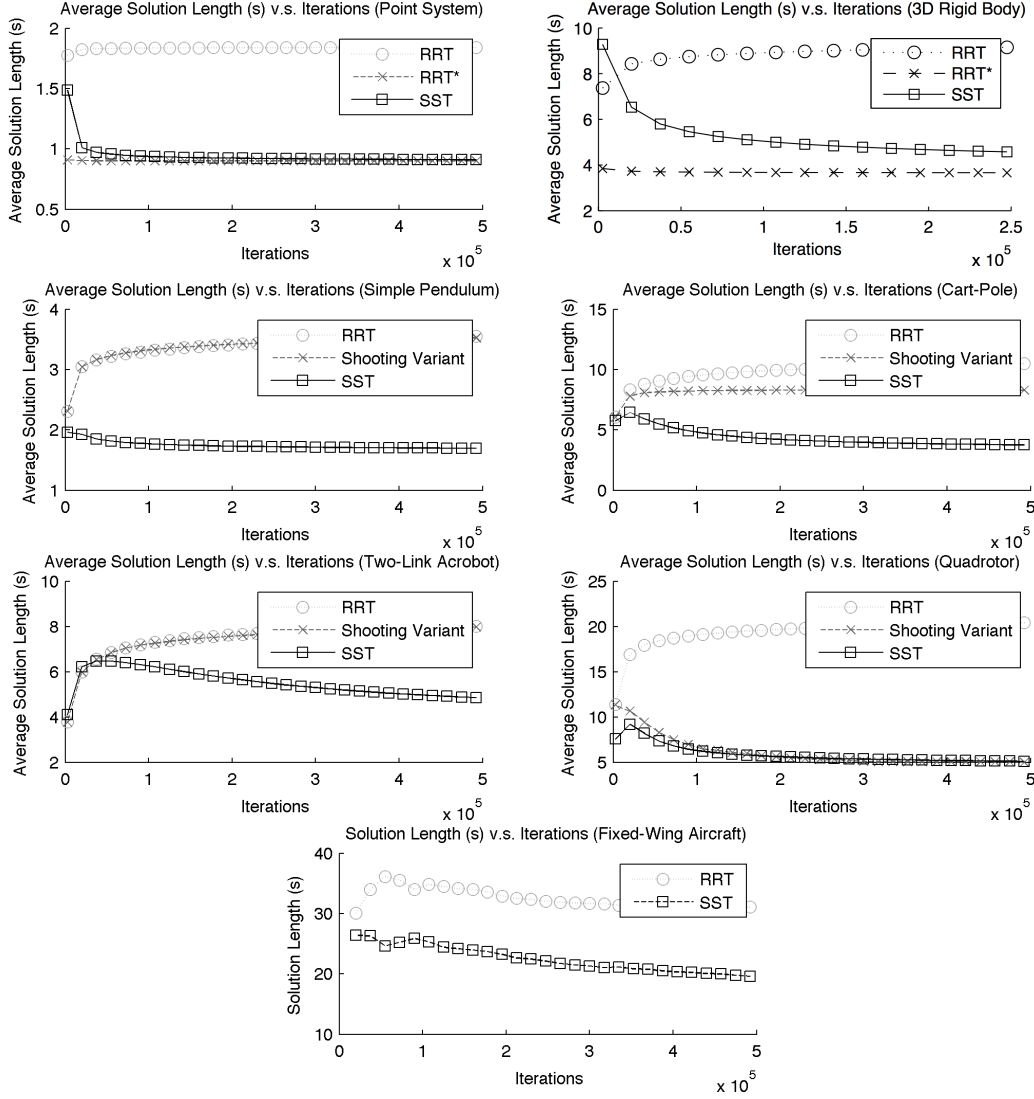 Average Solution Length (s) v.s. Iterations (Point System)
Average Solution Length (s)
2
1.5
1
0.5
RRT
RRT*
SST
0
1
2
3
4
5
Iterations
x 10^5
Average Solution Length (s) v.s. Iterations (3D Rigid Body)
Average Solution Length (s)
10
8
6
4
2
RRT
RRT*
SST
0
0.5
1
1.5
2
2.5
Iterations
x 10^5
Average Solution Length (s) v.s. Iterations (Simple Pendulum)
Average Solution Length (s)
4
3
2
1
RRT
Shooting Variant
SST
0
1
2
3
4
5
Iterations
x 10^5
Average Solution Length (s) v.s. Iterations (Cart-Pole)
Average Solution Length (s)
15
10
5
0
RRT
Shooting Variant
SST
0
1
2
3
4
5
Iterations
x 10^5
Average Solution Length (s) v.s. Iterations (Two-Link Acrobot)
Average Solution Length (s)
10
8
6
4
2
RRT
Shooting Variant
SST
0
1
2
3
4
5
Iterations
x 10^5
Average Solution Length (s) v.s. Iterations (Quadrotor)
Average Solution Length (s)
25
20
15
10
5
RRT
Shooting Variant
SST
0
1
2
3
4
5
Iterations
x 10^5
Solution Length (s) v.s. Iterations (Fixed-Wing Aircraft)
Solution Length (s)
40
30
20
10
RRT
SST
0
1
2
3
4
5
Iterations
x 10^5